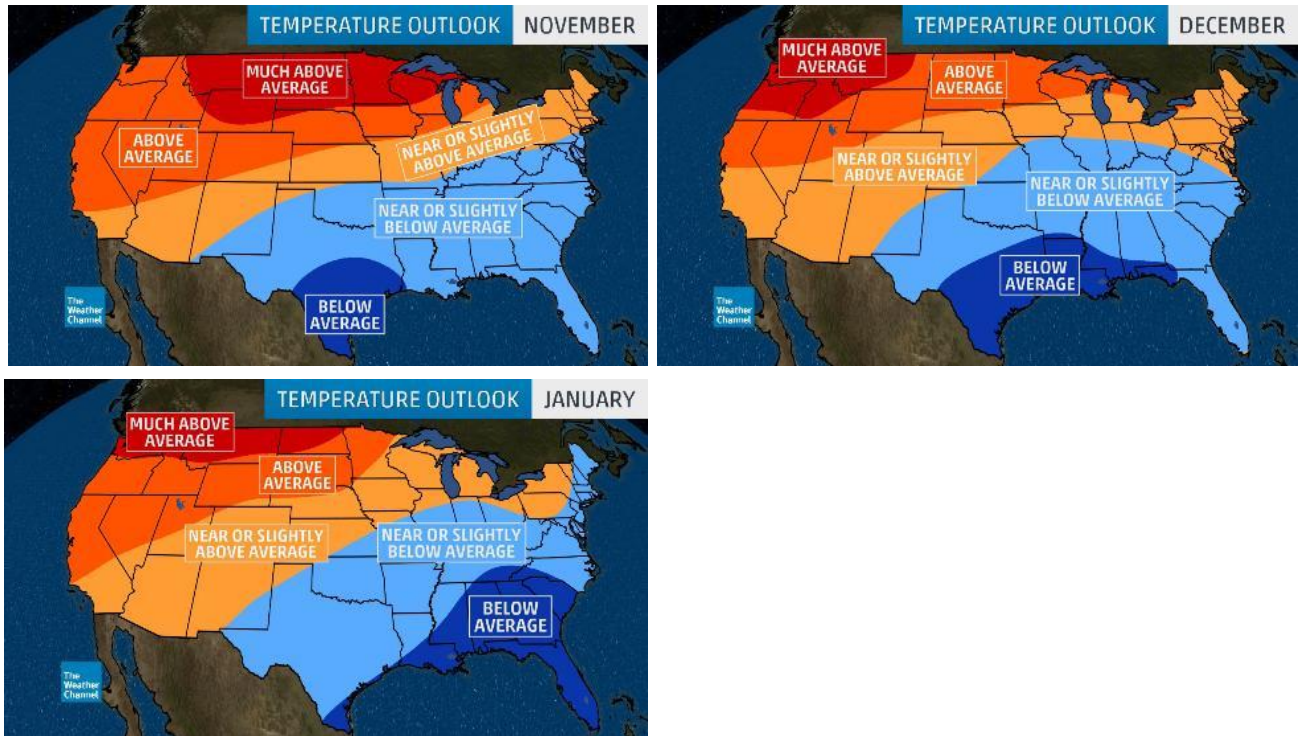 TEMPERATURE OUTLOOK NOVEMBER
MUCH ABOVE
AVERAGE
ABOVE
AVERAGE
NEAR OR SLIGHTLY
ABOVE AVERAGE
NEAR OR SLIGHTLY
BELOW AVERAGE
BELOW
AVERAGE
The
Weather
Channel
TEMPERATURE OUTLOOK DECEMBER
MUCH ABOVE
AVERAGE
ABOVE
AVERAGE
NEAR OR SLIGHTLY
ABOVE AVERAGE
NEAR OR SLIGHTLY
BELOW AVERAGE
BELOW
AVERAGE
The
Weather
Channel
TEMPERATURE OUTLOOK JANUARY
MUCH ABOVE
AVERAGE
ABOVE
AVERAGE
NEAR OR SLIGHTLY
ABOVE AVERAGE
NEAR OR SLIGHTLY
BELOW AVERAGE
BELOW
AVERAGE
The
Weather
Channel